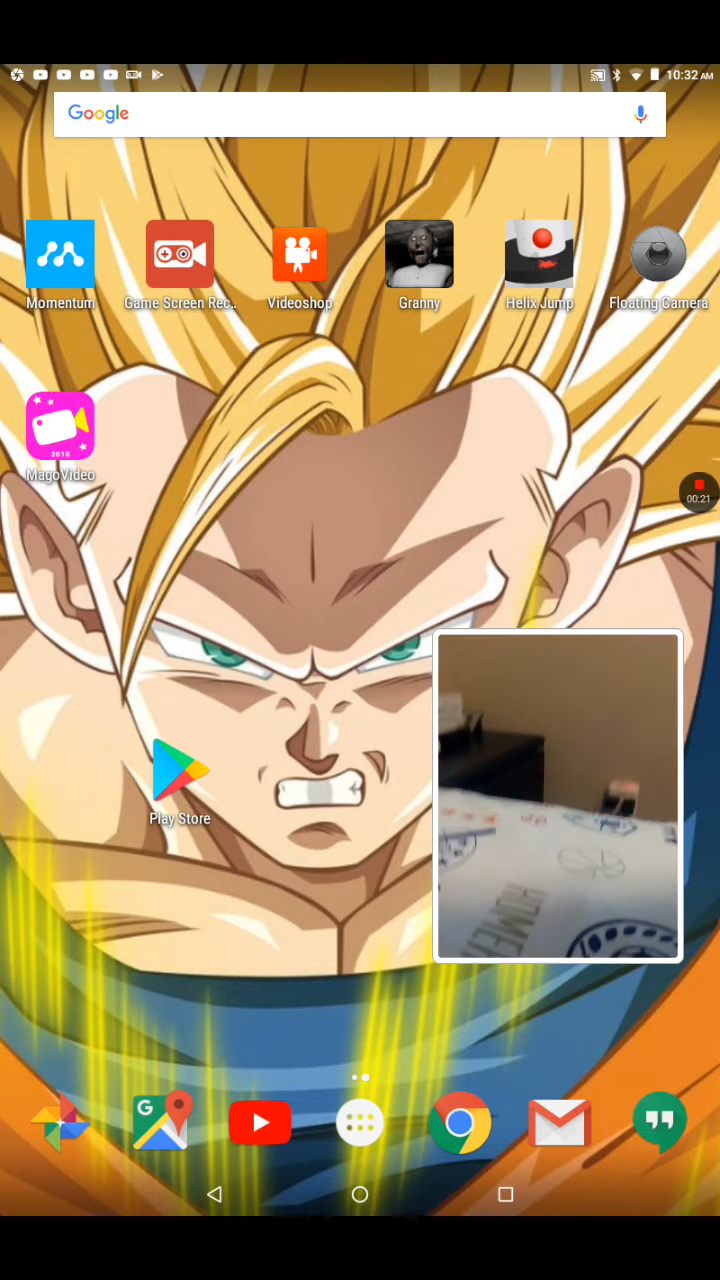 10:32 AM
Google
Momentum
Game Screen Rec..
Videoshop
Granny
Helix Jump
Floating Camera
2018
MagoVideo
00:21
Play Store
G